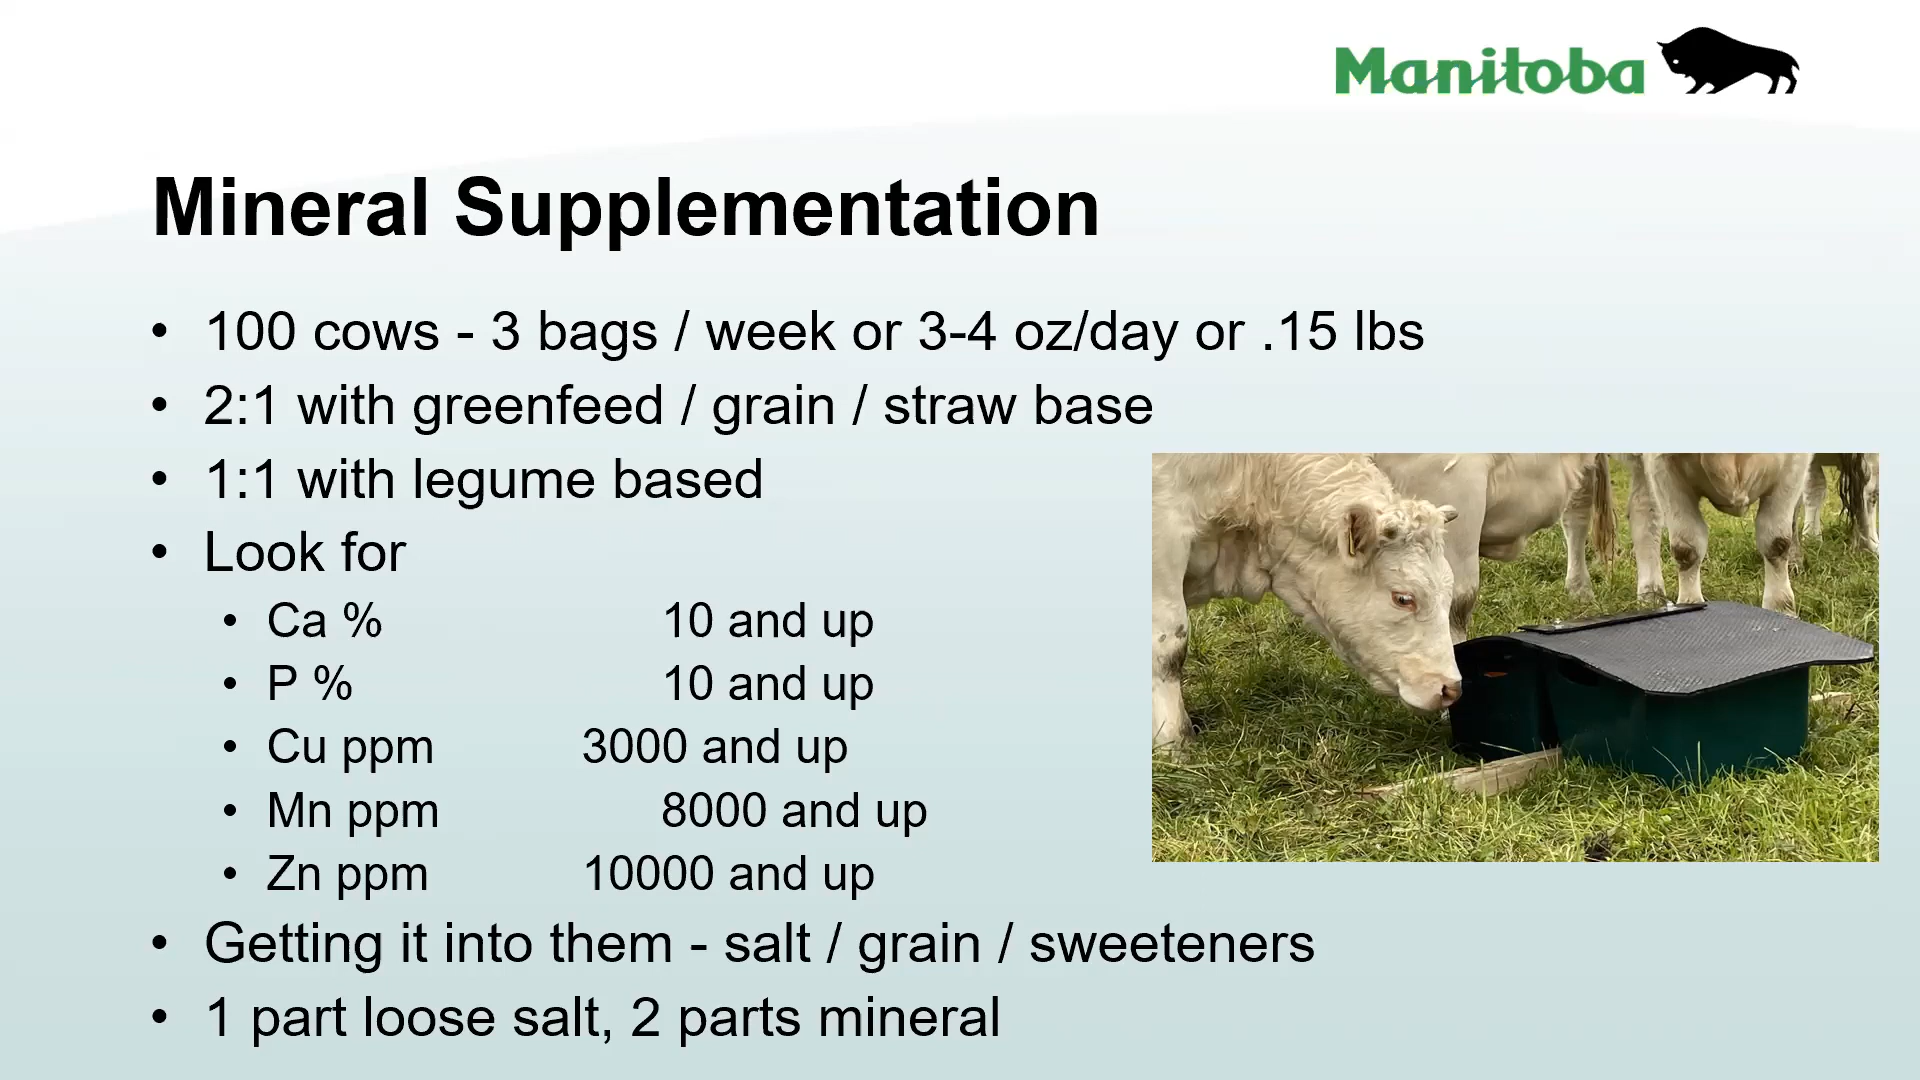 Manitoba
Mineral Supplementation
• 100 cows - 3 bags / week or 3-4 oz/day or .15 lbs
• 2:1 with greenfeed / grain / straw base
• 1:1 with legume based
• Look for
• Ca % 10 and up
• P % 10 and up
• Cu ppm 3000 and up
• Mn ppm 8000 and up
• Zn ppm 10000 and up
• Getting it into them - salt / grain / sweeteners
• 1 part loose salt, 2 parts mineral